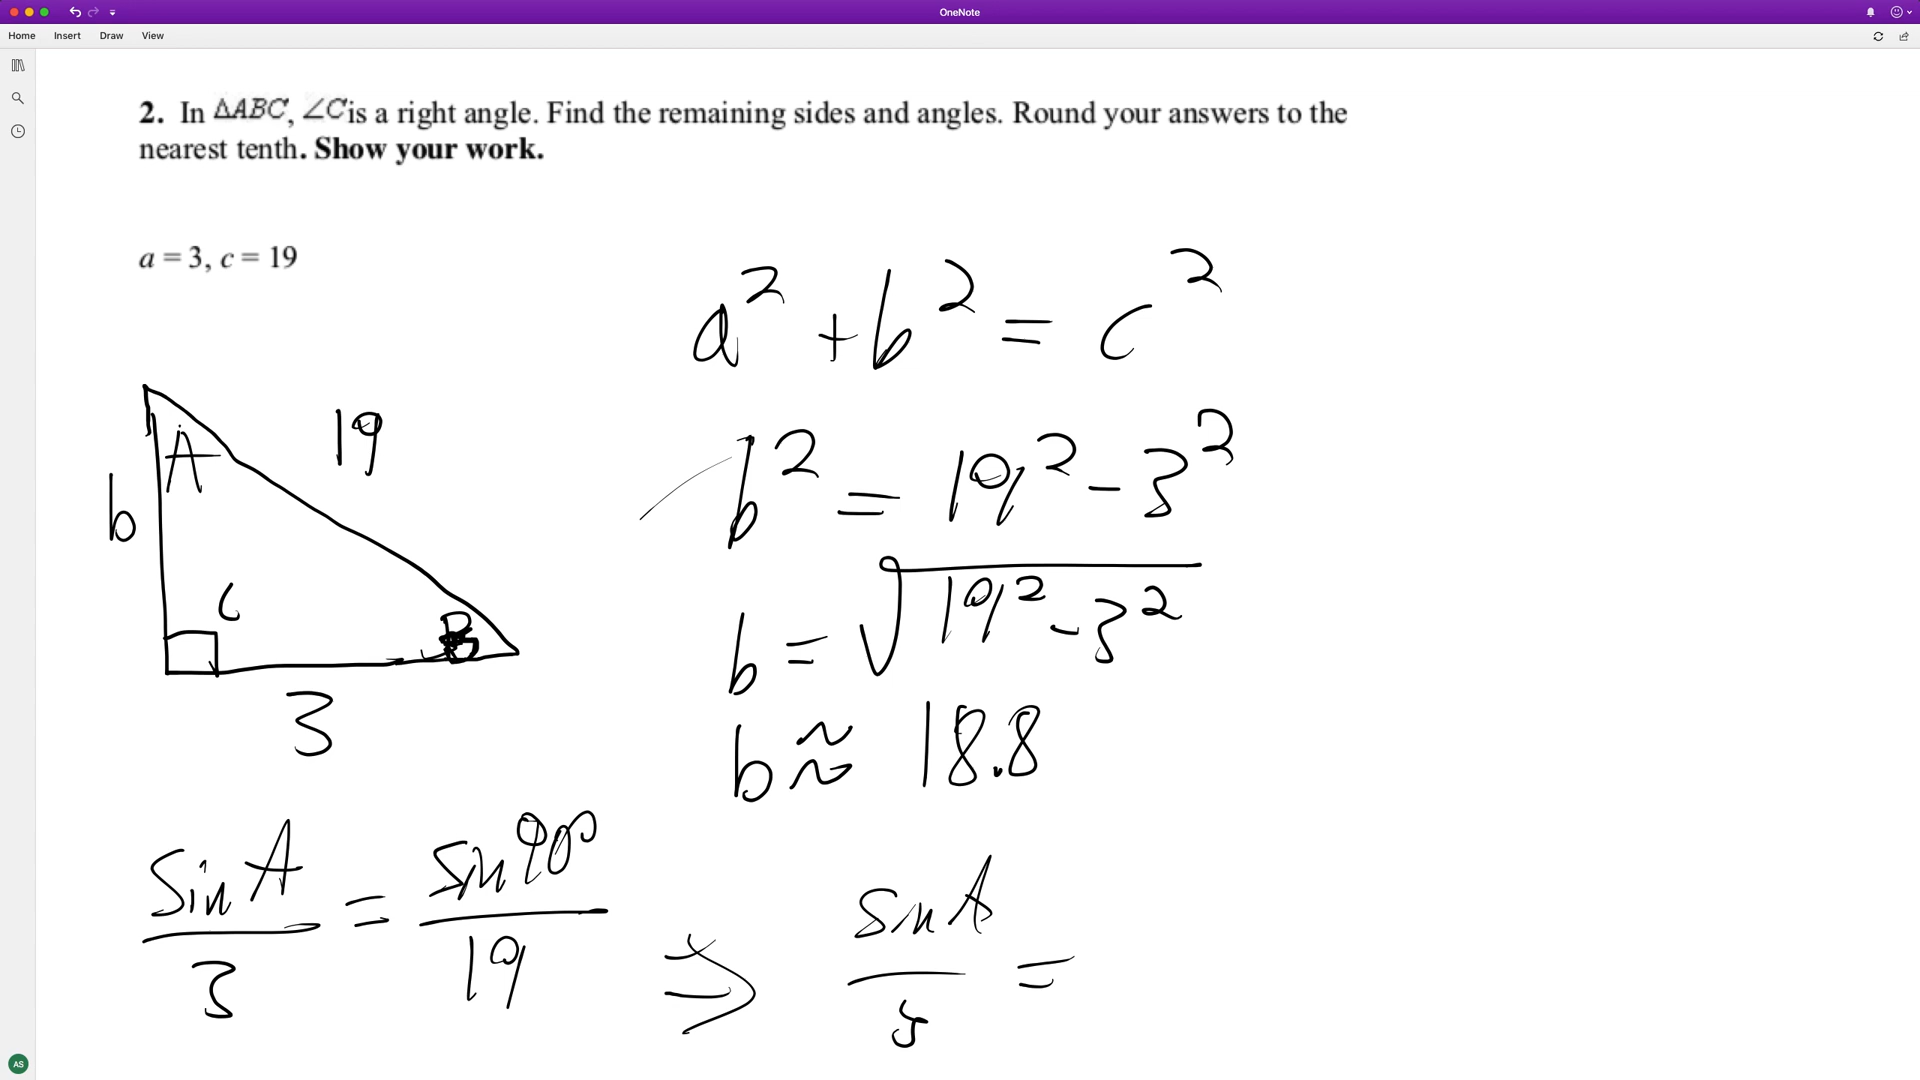 OneNote
Home Insert Draw View
2. In ΔABC, ∠C is a right angle. Find the remaining sides and angles. Round your answers to the
nearest tenth. Show your work.
a = 3, c = 19
a² + b² = c²
19
A
b
b² = 19² - 3²
C
B
b = √(19² - 3²)
3
b ≈ 18.8
sin A / 3 = sin 90° / 19 ⇒ sin A / 3 =
AS